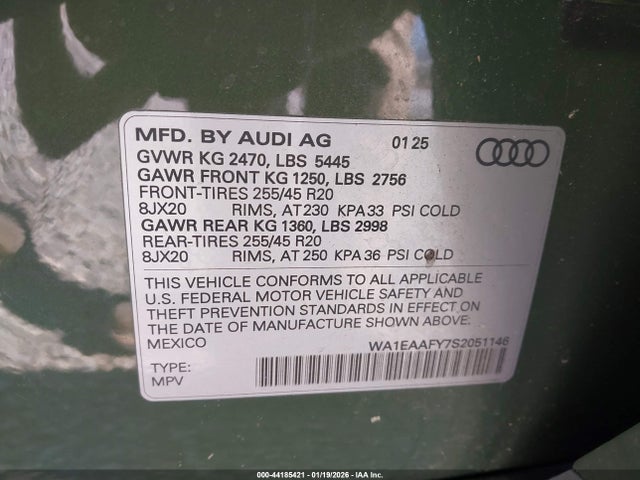 MFD. BY AUDI AG 01 25
GVWR KG 2470, LBS 5445
GAWR FRONT KG 1250, LBS 2756
FRONT-TIRES 255/45 R20
8JX20 RIMS, AT 230 KPA 33 PSI COLD
GAWR REAR KG 1360, LBS 2998
REAR-TIRES 255/45 R20
8JX20 RIMS, AT 250 KPA 36 PSI COLD
THIS VEHICLE CONFORMS TO ALL APPLICABLE
U.S. FEDERAL MOTOR VEHICLE SAFETY AND
THEFT PREVENTION STANDARDS IN EFFECT ON
THE DATE OF MANUFACTURE SHOWN ABOVE.
MEXICO WA1EAAFY7S2051146
TYPE:
MPV
000-44185421 | 01/19/2026 | IAA Inc.